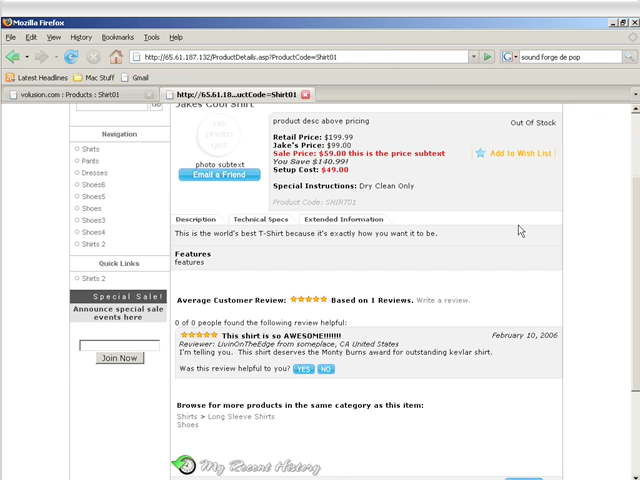 Mozilla Firefox
File Edit View History Bookmarks Tools Help
http://65.61.187.132/ProductDetails.asp?ProductCode=Shirt01
sound forge de pop
Latest Headlines Mac Stuff Gmail
volusion.com : Products : Shirt01
http://65.61.18...uctCode=Shirt01
Go
Jakes Cool Shirt
no photo only
photo subtext
Email a Friend
product desc above pricing
Out Of Stock
Retail Price: $199.99
Jake's Price: $99.00
Sale Price: $59.00 this is the price subtext
You Save $140.99!
Setup Cost: $49.00
Add to Wish List
Special Instructions: Dry Clean Only
Product Code: SHIRT01
Navigation
Shirts
Pants
Dresses
Shoes6
Shoes5
Shoes
Shoes3
Shoes4
Shirts 2
Quick Links
Shirts 2
Special Sale!
Announce special sale
events here
Join Now
Description Technical Specs Extended Information
This is the world's best T-Shirt because it's exactly how you want it to be.
Features
features
Average Customer Review: Based on 1 Reviews. Write a review.
0 of 0 people found the following review helpful:
This shirt is so AWESOME!!!!!!! February 10, 2006
Reviewer: LivinOnTheEdge from someplace, CA United States
I'm telling you. This shirt deserves the Monty Burns award for outstanding kevlar shirt.
Was this review helpful to you? YES NO
Browse for more products in the same category as this item:
Shirts > Long Sleeve Shirts
Shoes
My Recent History